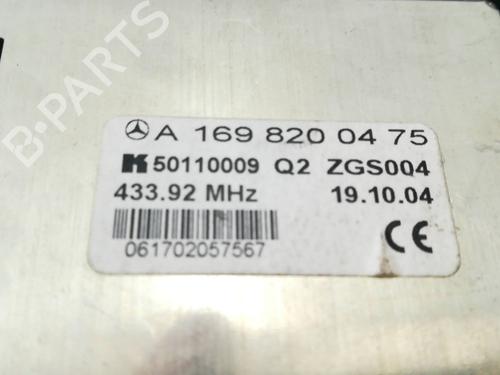 A 169 820 04 75
K 50110009 Q2 ZGS004
433.92 MHz 19.10.04
061702057567
CE
B-PARTS